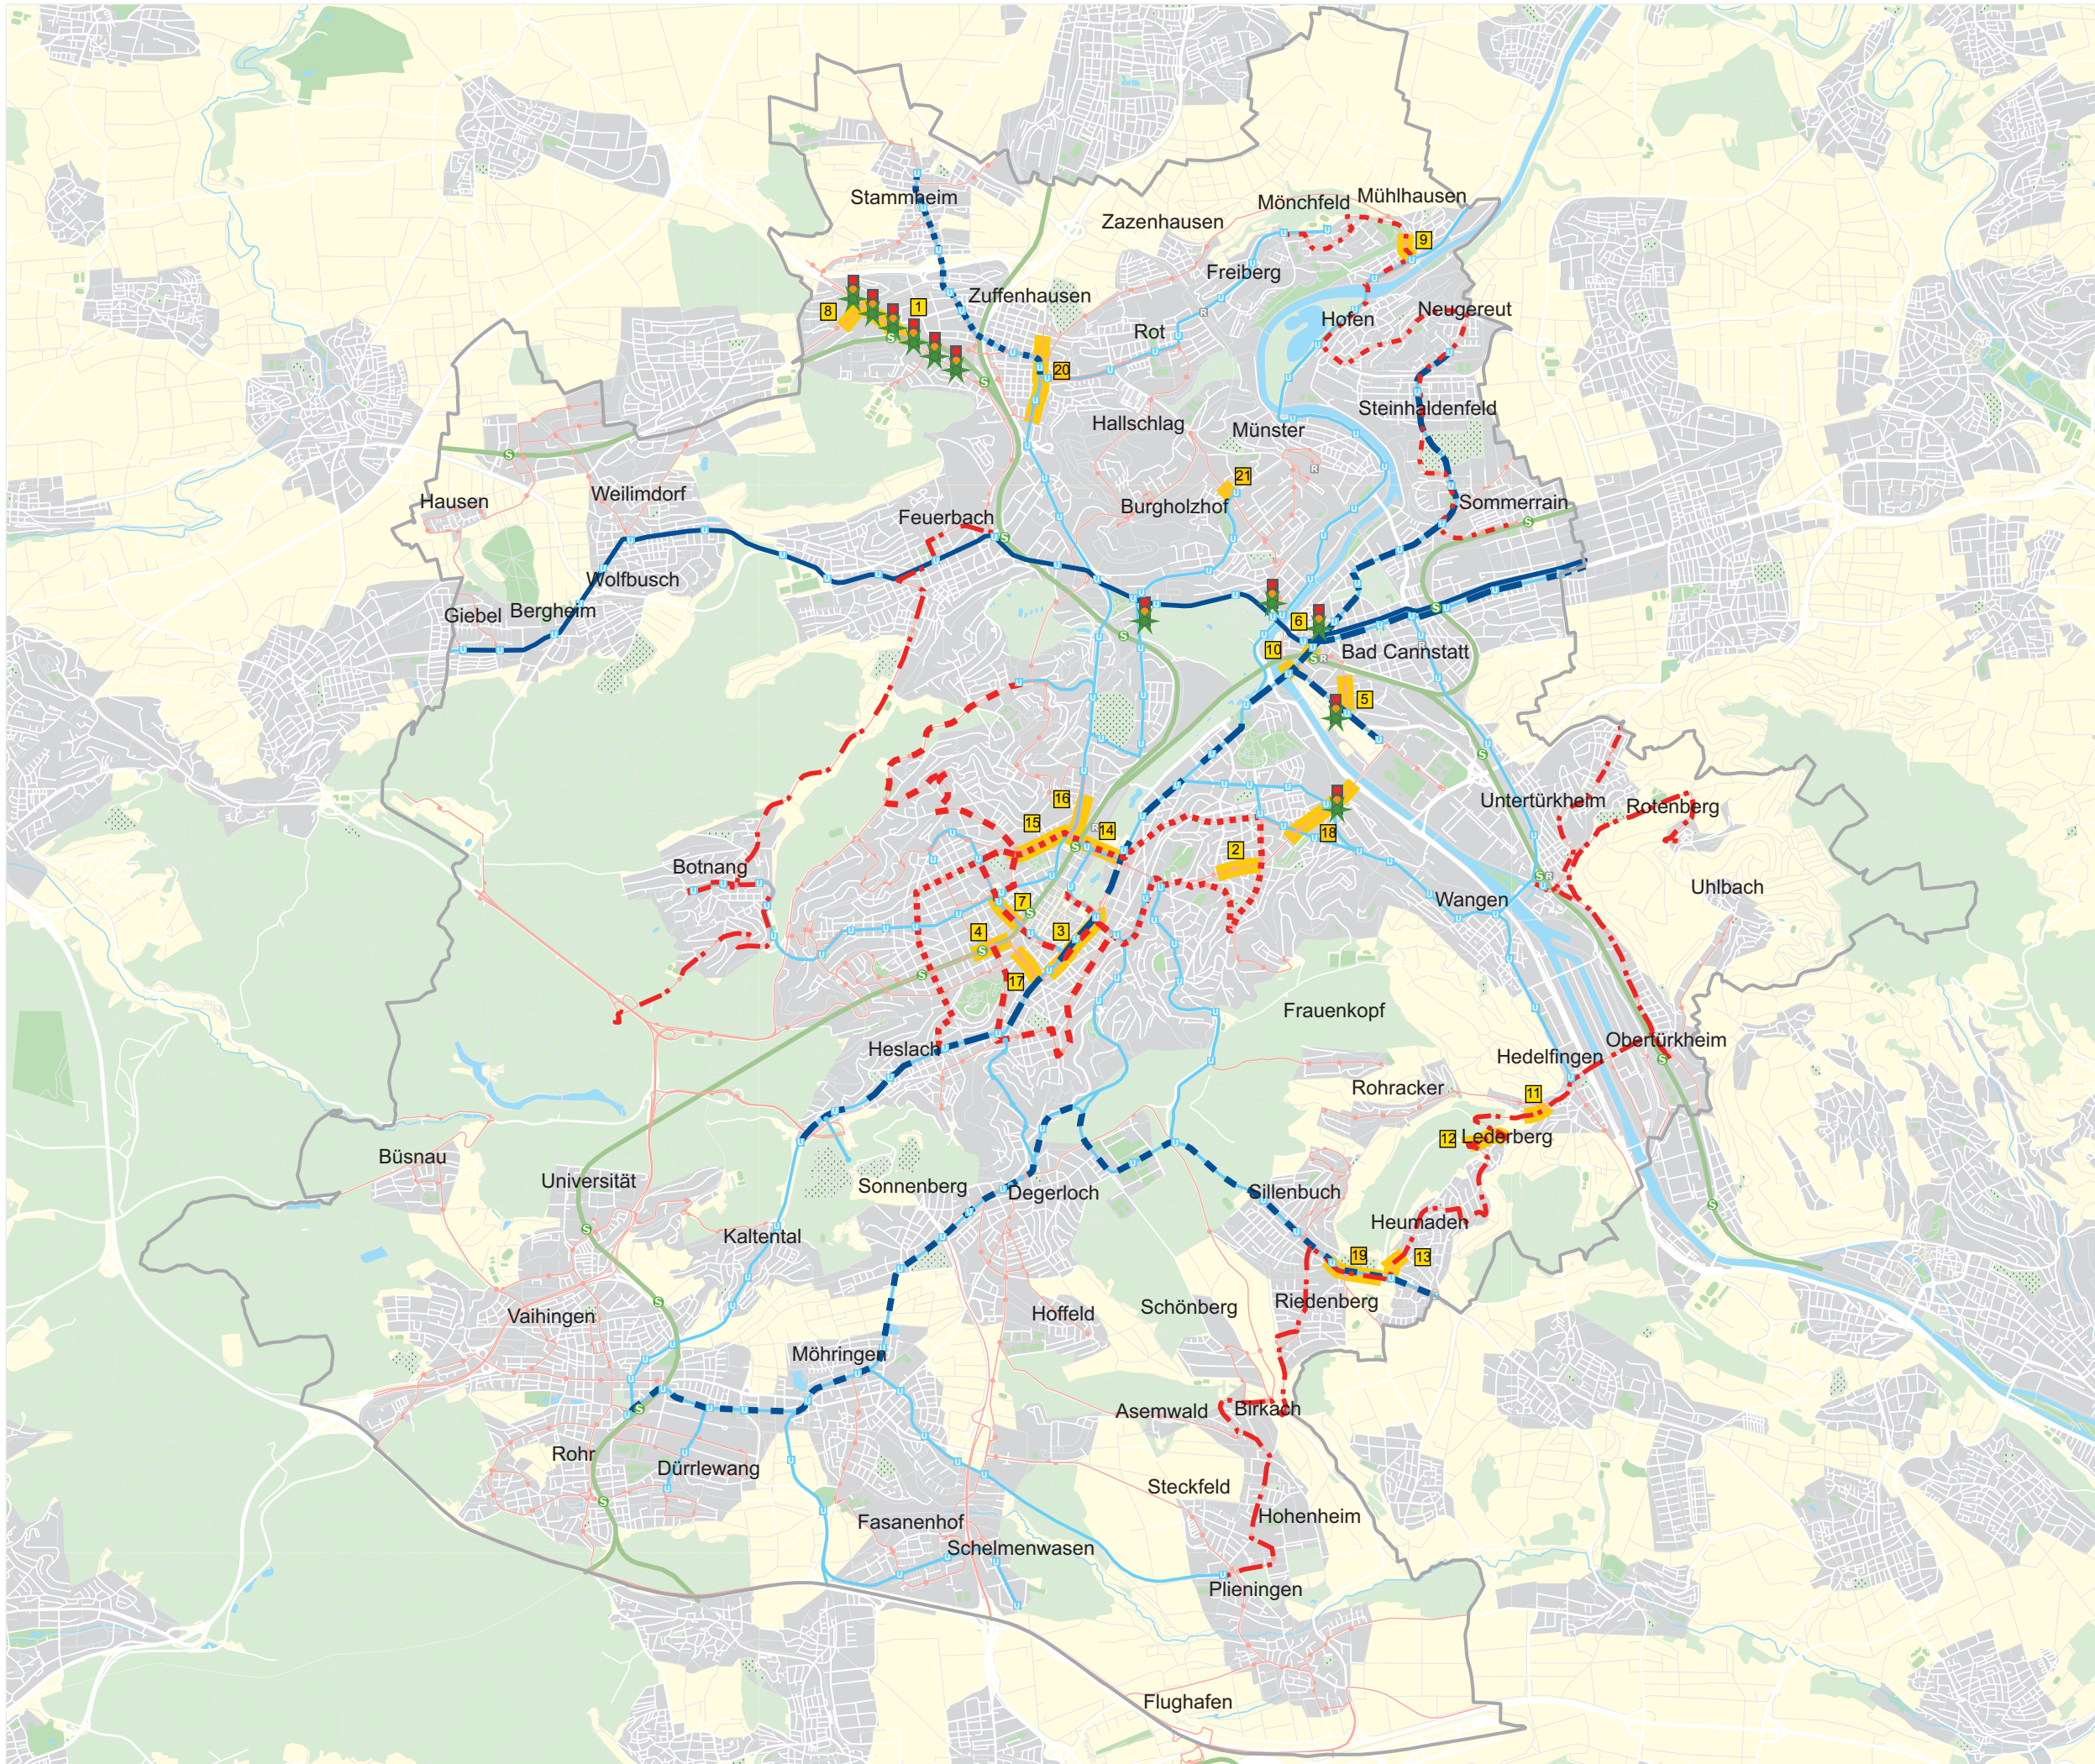 Mühlhausen
Stammheim
Mönchfeld
Zazenhausen
9
Freiberg
Zuffenhausen
1
8
Neugereut
Hofen
Rot
20
Steinhaldenfeld
Hallschlag
Münster
21
Weilimdorf
Hausen
Sommerrain
Burgholzhof
Feuerbach
Wolfbusch
Giebel
Bergheim
6
10
Bad Cannstatt
5
16
Untertürkheim
Rotenberg
15
14
18
2
Botnang
Uhlbach
7
Wangen
4
3
17
Frauenkopf
Obertürkheim
Heslach
Hedelfingen
Rohracker
11
12
Lederberg
Büsnau
Universität
Sonnenberg
Degerloch
Sillenbuch
Heumaden
Kaltental
19
13
Riedenberg
Schönberg
Hoffeld
Vaihingen
Möhringen
Asemwald
Birkach
Rohr
Dürrlewang
Steckfeld
Hohenheim
Fasanenhof
Schelmenwasen
Plieningen
Flughafen